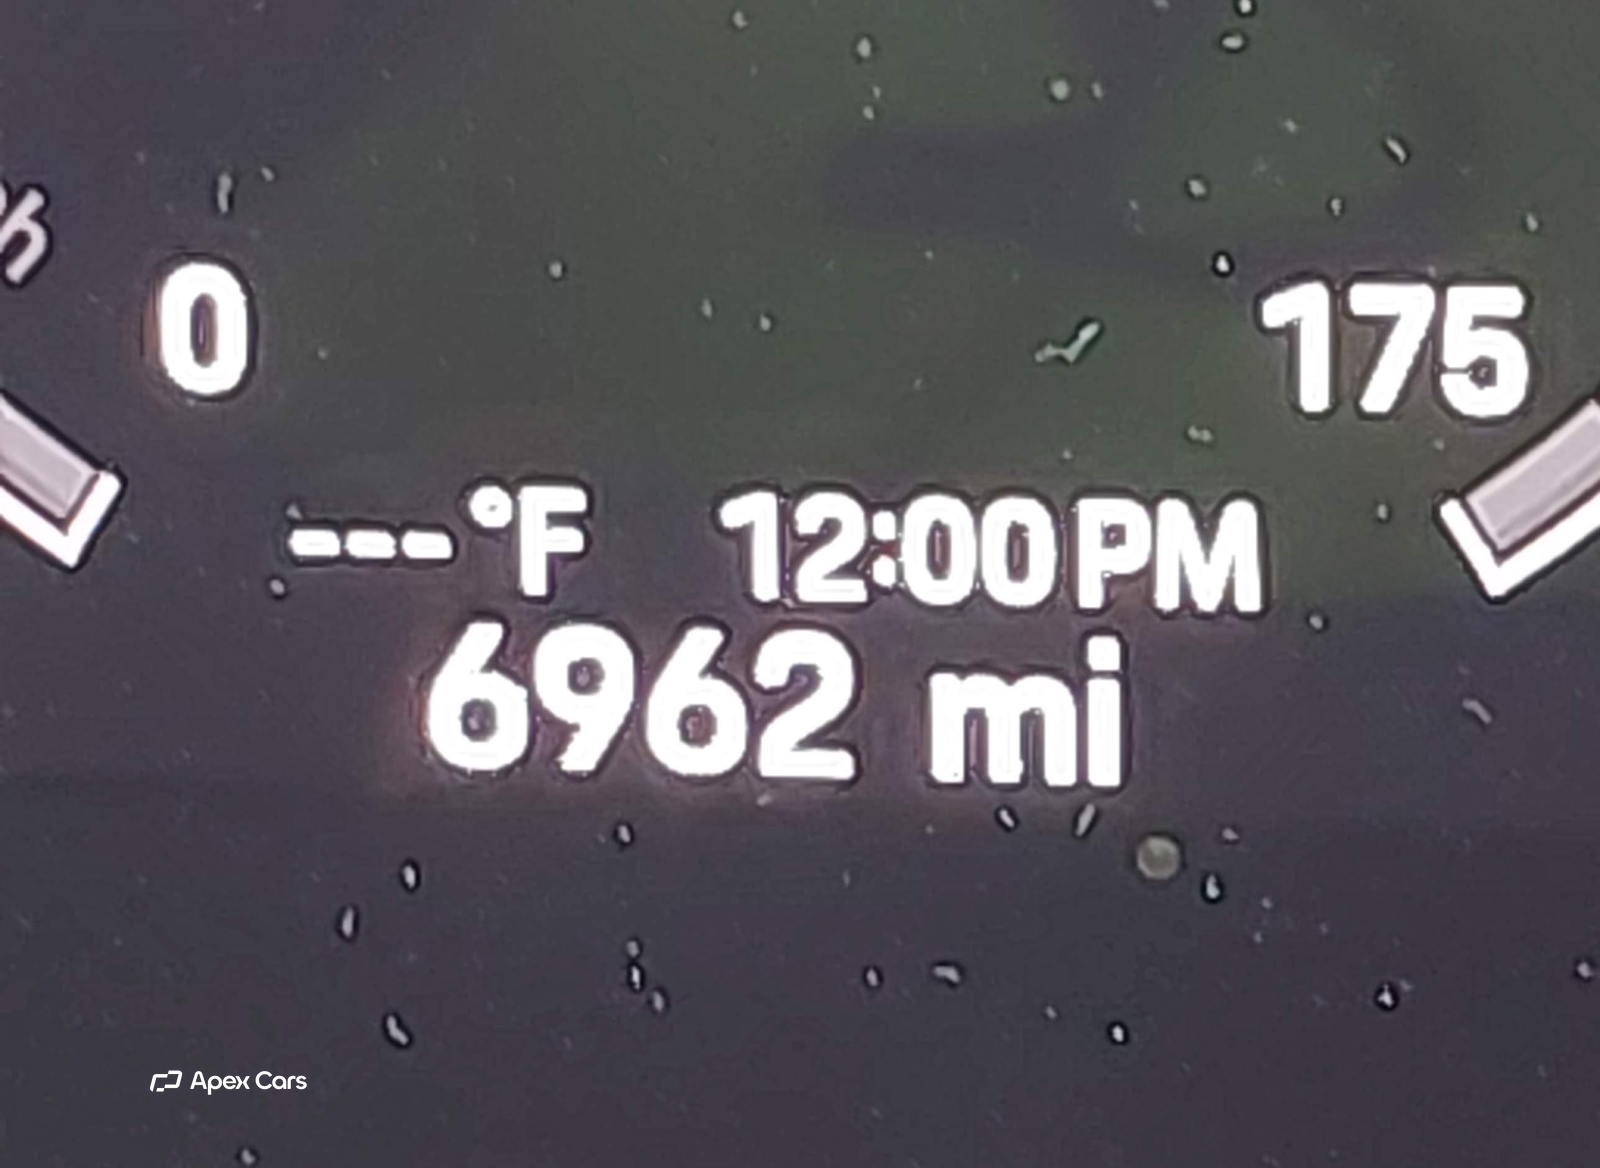 %
0
175
---°F 12:00 PM
6962 mi
Apex Cars